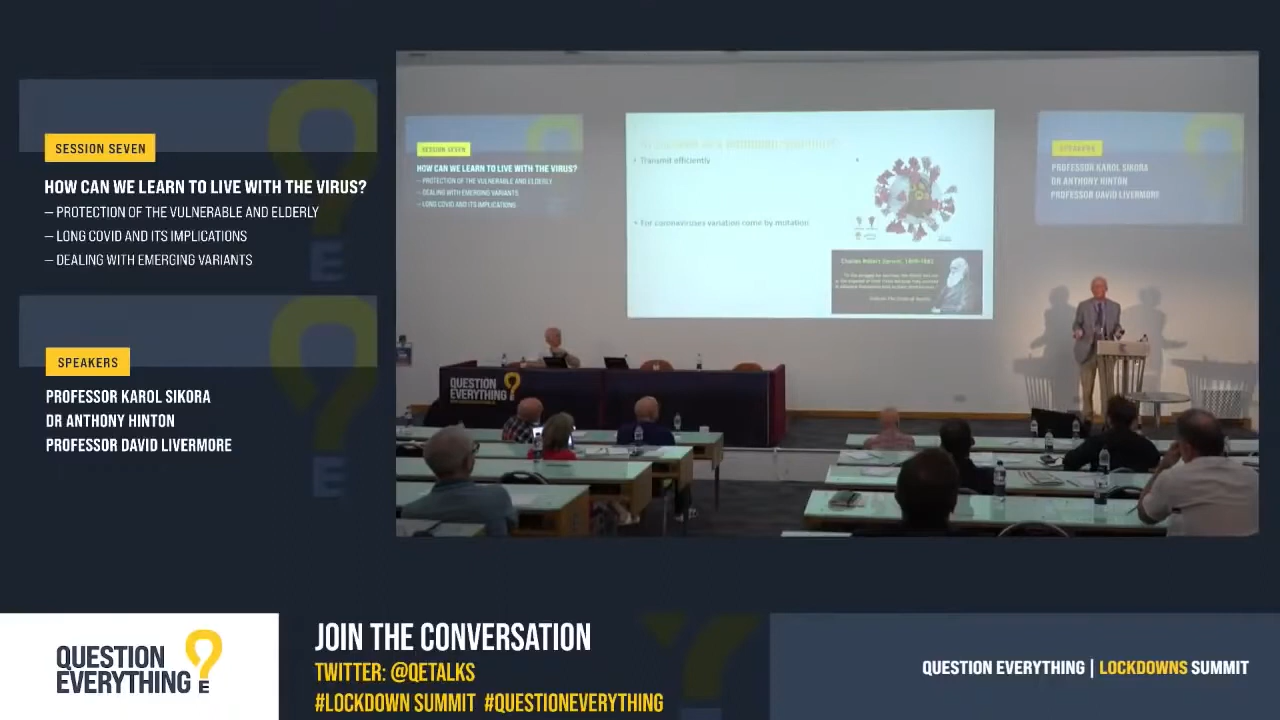 SESSION SEVEN
HOW CAN WE LEARN TO LIVE WITH THE VIRUS?
– PROTECTION OF THE VULNERABLE AND ELDERLY
– LONG COVID AND ITS IMPLICATIONS
– DEALING WITH EMERGING VARIANTS
SPEAKERS
PROFESSOR KAROL SIKORA
DR ANTHONY HINTON
PROFESSOR DAVID LIVERMORE
SESSION SEVEN
HOW CAN WE LEARN TO LIVE WITH THE VIRUS?
– PROTECTION OF THE VULNERABLE AND ELDERLY
– DEALING WITH EMERGING VARIANTS
– LONG COVID AND ITS IMPLICATIONS
• Transmit efficiently
• For coronaviruses variation come by mutation
Charles Robert Darwin, 1809-1882
SPEAKERS
PROFESSOR KAROL SIKORA
DR ANTHONY HINTON
PROFESSOR DAVID LIVERMORE
QUESTION
EVERYTHING
QUESTION
EVERYTHING
JOIN THE CONVERSATION
TWITTER: @QETALKS
#LOCKDOWN SUMMIT #QUESTIONEVERYTHING
QUESTION EVERYTHING | LOCKDOWNS SUMMIT